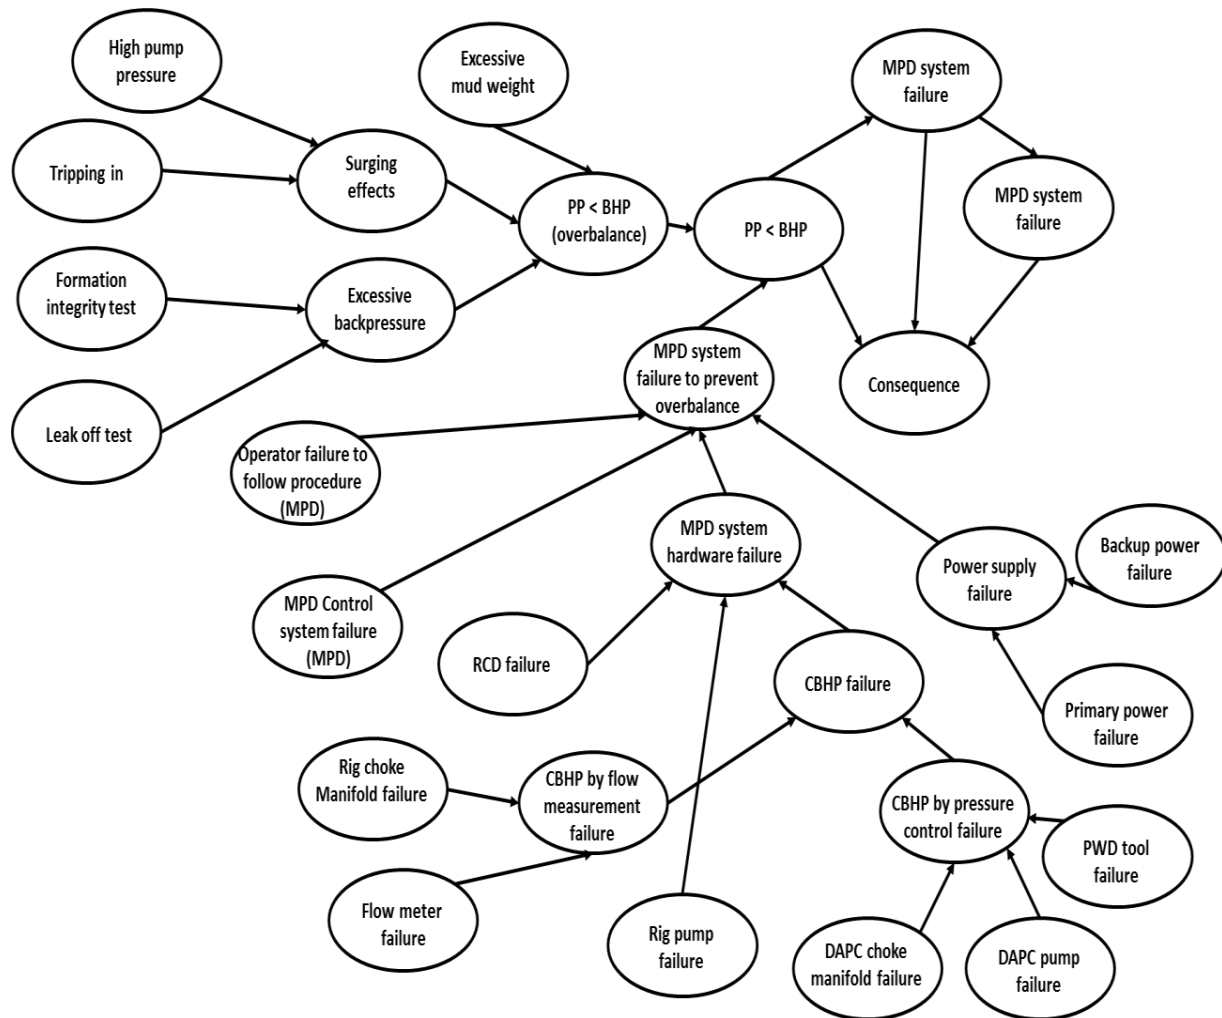 High pump
pressure
Excessive
mud weight
MPD system
failure
Tripping in
Surging
effects
PP < BHP
(overbalance)
PP < BHP
MPD system
failure
Formation
integrity test
Excessive
backpressure
MPD system
failure to prevent
overbalance
Consequence
Leak off test
Operator failure to
follow procedure
(MPD)
MPD system
hardware failure
Power supply
failure
Backup power
failure
MPD Control
system failure
(MPD)
RCD failure
CBHP failure
Primary power
failure
Rig choke
Manifold failure
CBHP by flow
measurement
failure
CBHP by pressure
control failure
PWD tool
failure
Flow meter
failure
Rig pump
failure
DAPC choke
manifold failure
DAPC pump
failure